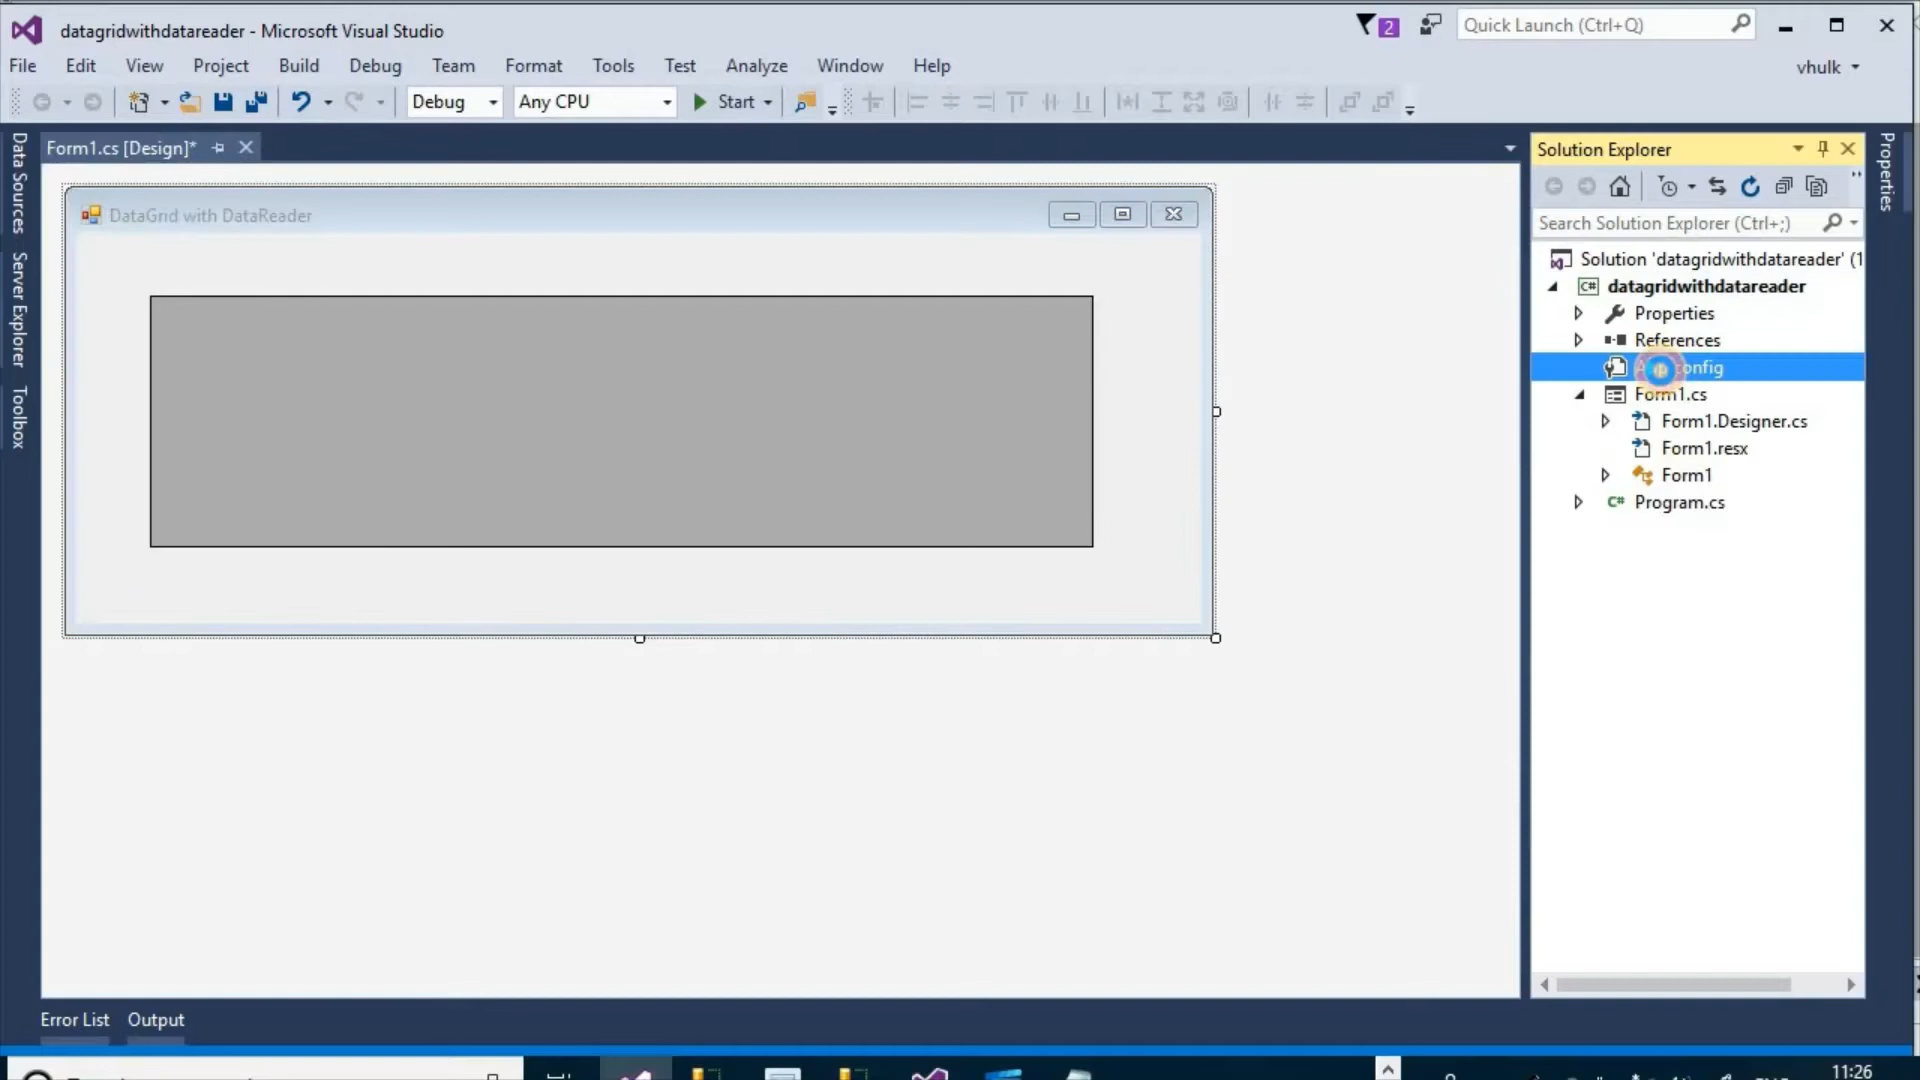 datagridwithdatareader - Microsoft Visual Studio
2
Quick Launch (Ctrl+Q)
File Edit View Project Build Debug Team Format Tools Test Analyze Window Help
vhulk
Debug Any CPU Start
Data Sources
Server Explorer
Toolbox
Form1.cs [Design]*
DataGrid with DataReader
Solution Explorer
Search Solution Explorer (Ctrl+;)
Solution 'datagridwithdatareader' (1
C# datagridwithdatareader
Properties
References
App.config
Form1.cs
Form1.Designer.cs
Form1.resx
Form1
C# Program.cs
Properties
Error List Output
11:26